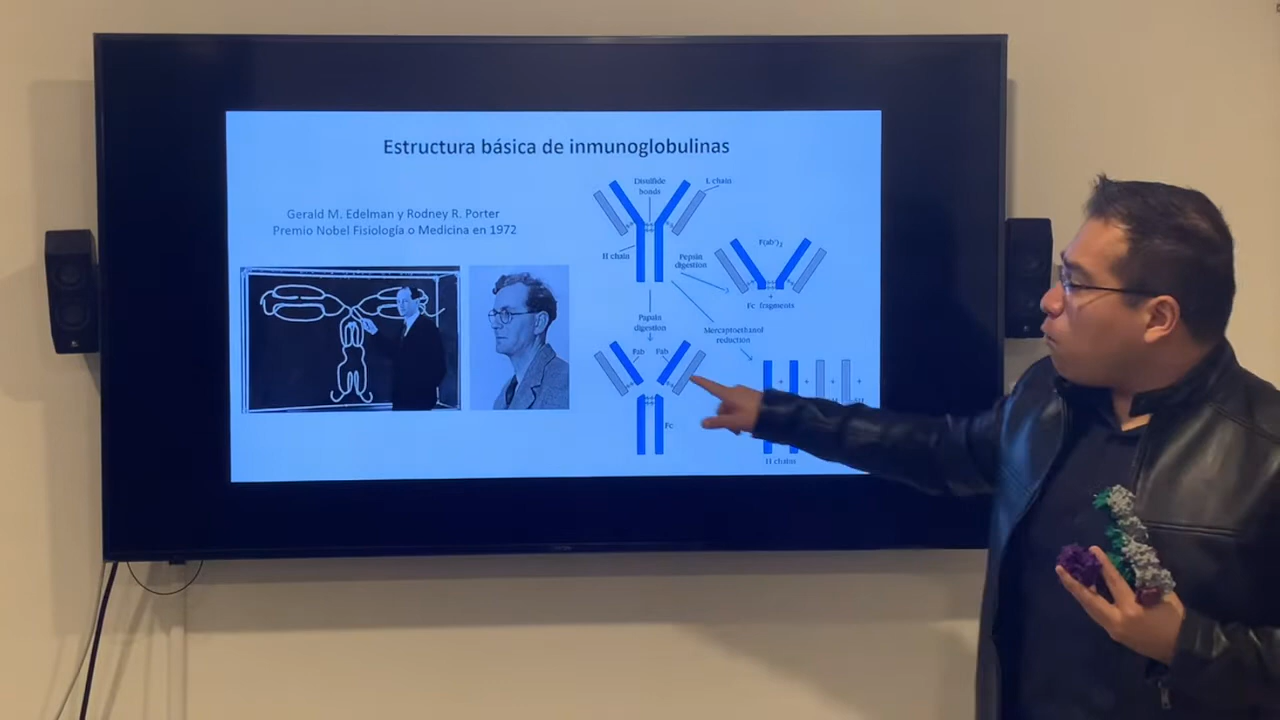 Estructura básica de inmunoglobulinas
Gerald M. Edelman y Rodney R. Porter
Premio Nobel Fisiología o Medicina en 1972
Disulfide
bonds
L chain
H chain
Pepsin
digestion
F(ab')2
+
Fc fragments
Papain
digestion
Mercaptoethanol
reduction
Fab
Fab
Fc
+
+
+
+
H chains